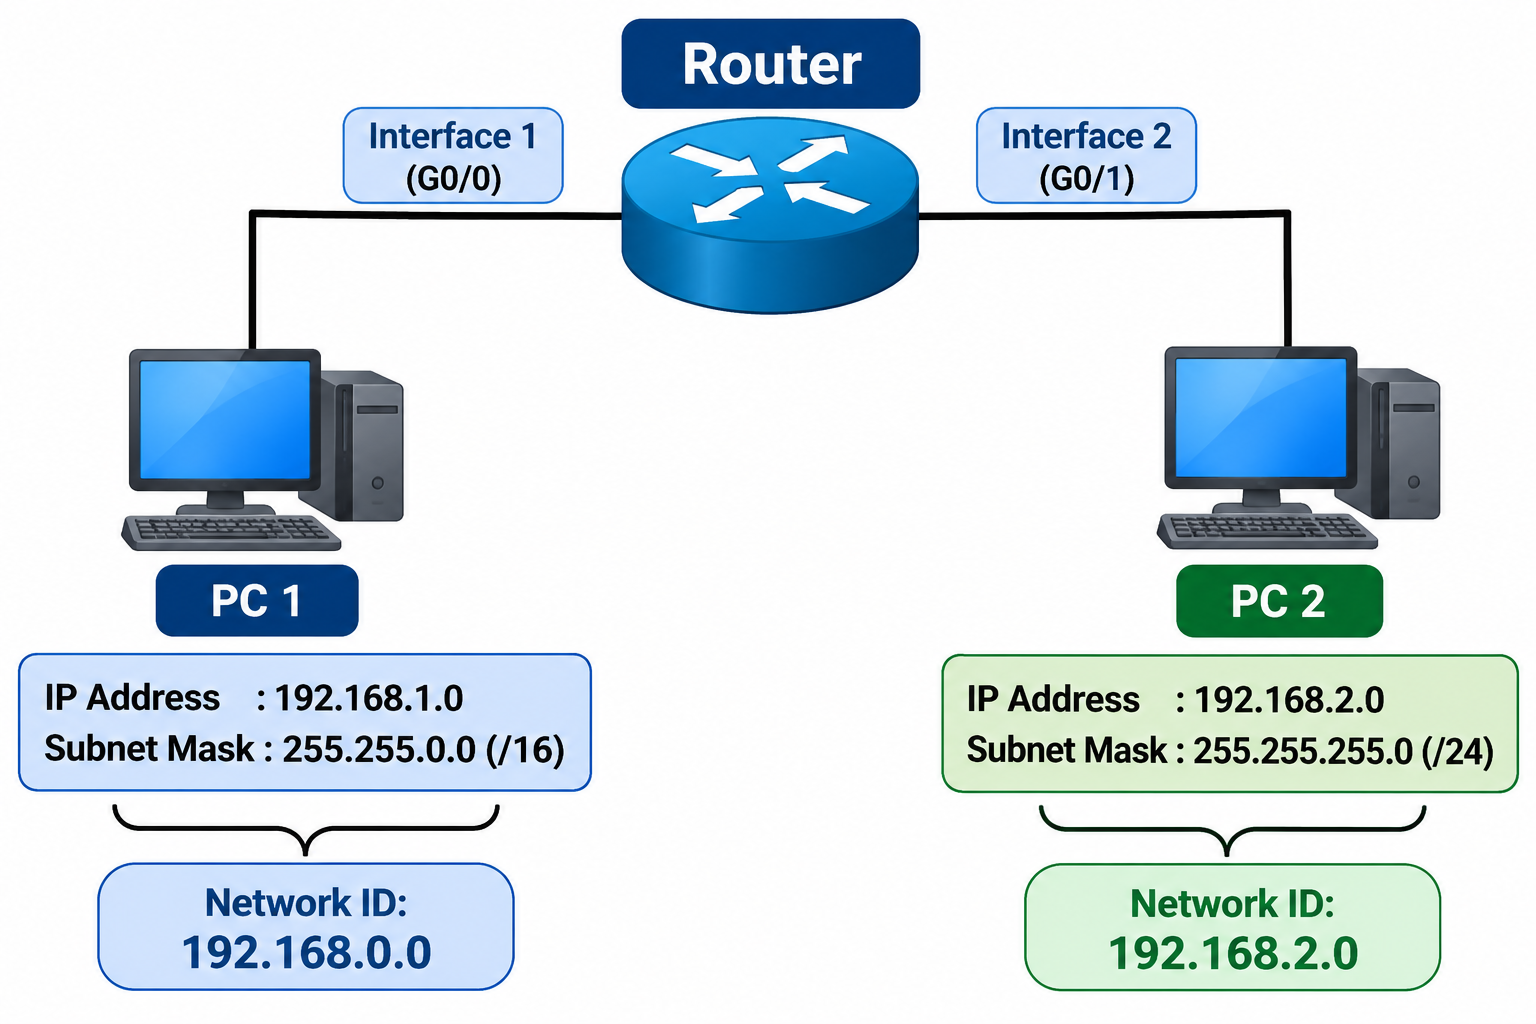 Router
Interface 1
(G0/0)
Interface 2
(G0/1)
PC 1
IP Address : 192.168.1.0
Subnet Mask : 255.255.0.0 (/16)
Network ID:
192.168.0.0
PC 2
IP Address : 192.168.2.0
Subnet Mask : 255.255.255.0 (/24)
Network ID:
192.168.2.0